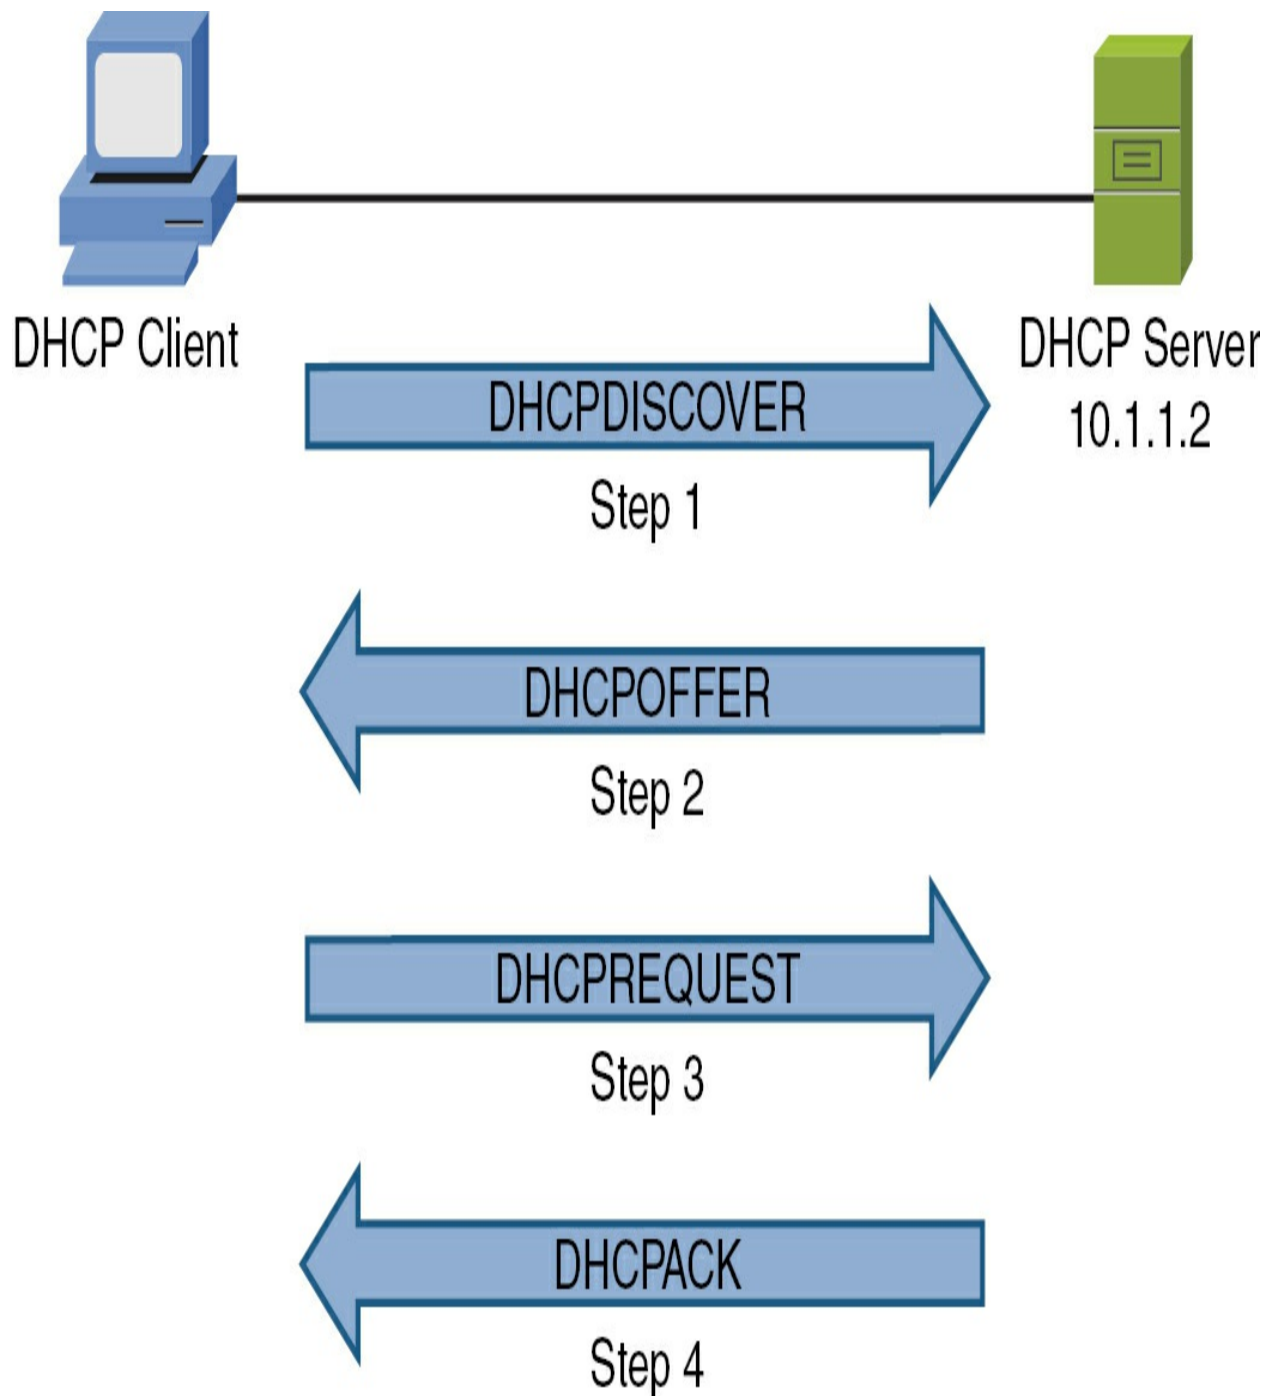 DHCP Client
DHCP Server
10.1.1.2
DHCPDISCOVER
Step 1
DHCPOFFER
Step 2
DHCPREQUEST
Step 3
DHCPACK
Step 4